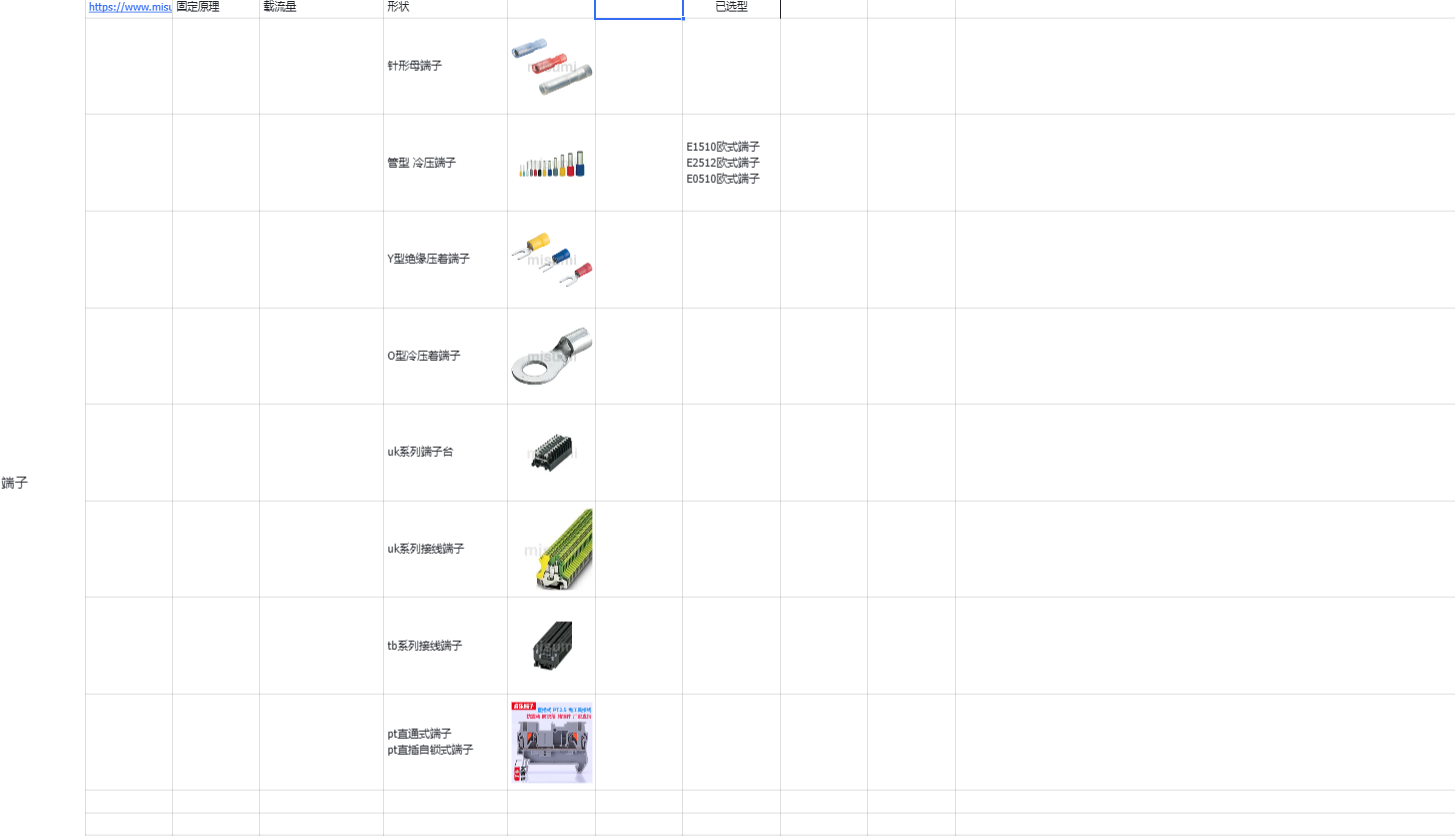 https://www.misu
固定原理
载流量
形状
已选型
针形母端子
misumi
管型 冷压端子
E1510欧式端子
E2512欧式端子
E0510欧式端子
Y型绝缘压着端子
misumi
O型冷压着端子
misumi
uk系列端子台
端子
uk系列接线端子
tb系列接线端子
pt直通式端子
pt直插自锁式端子